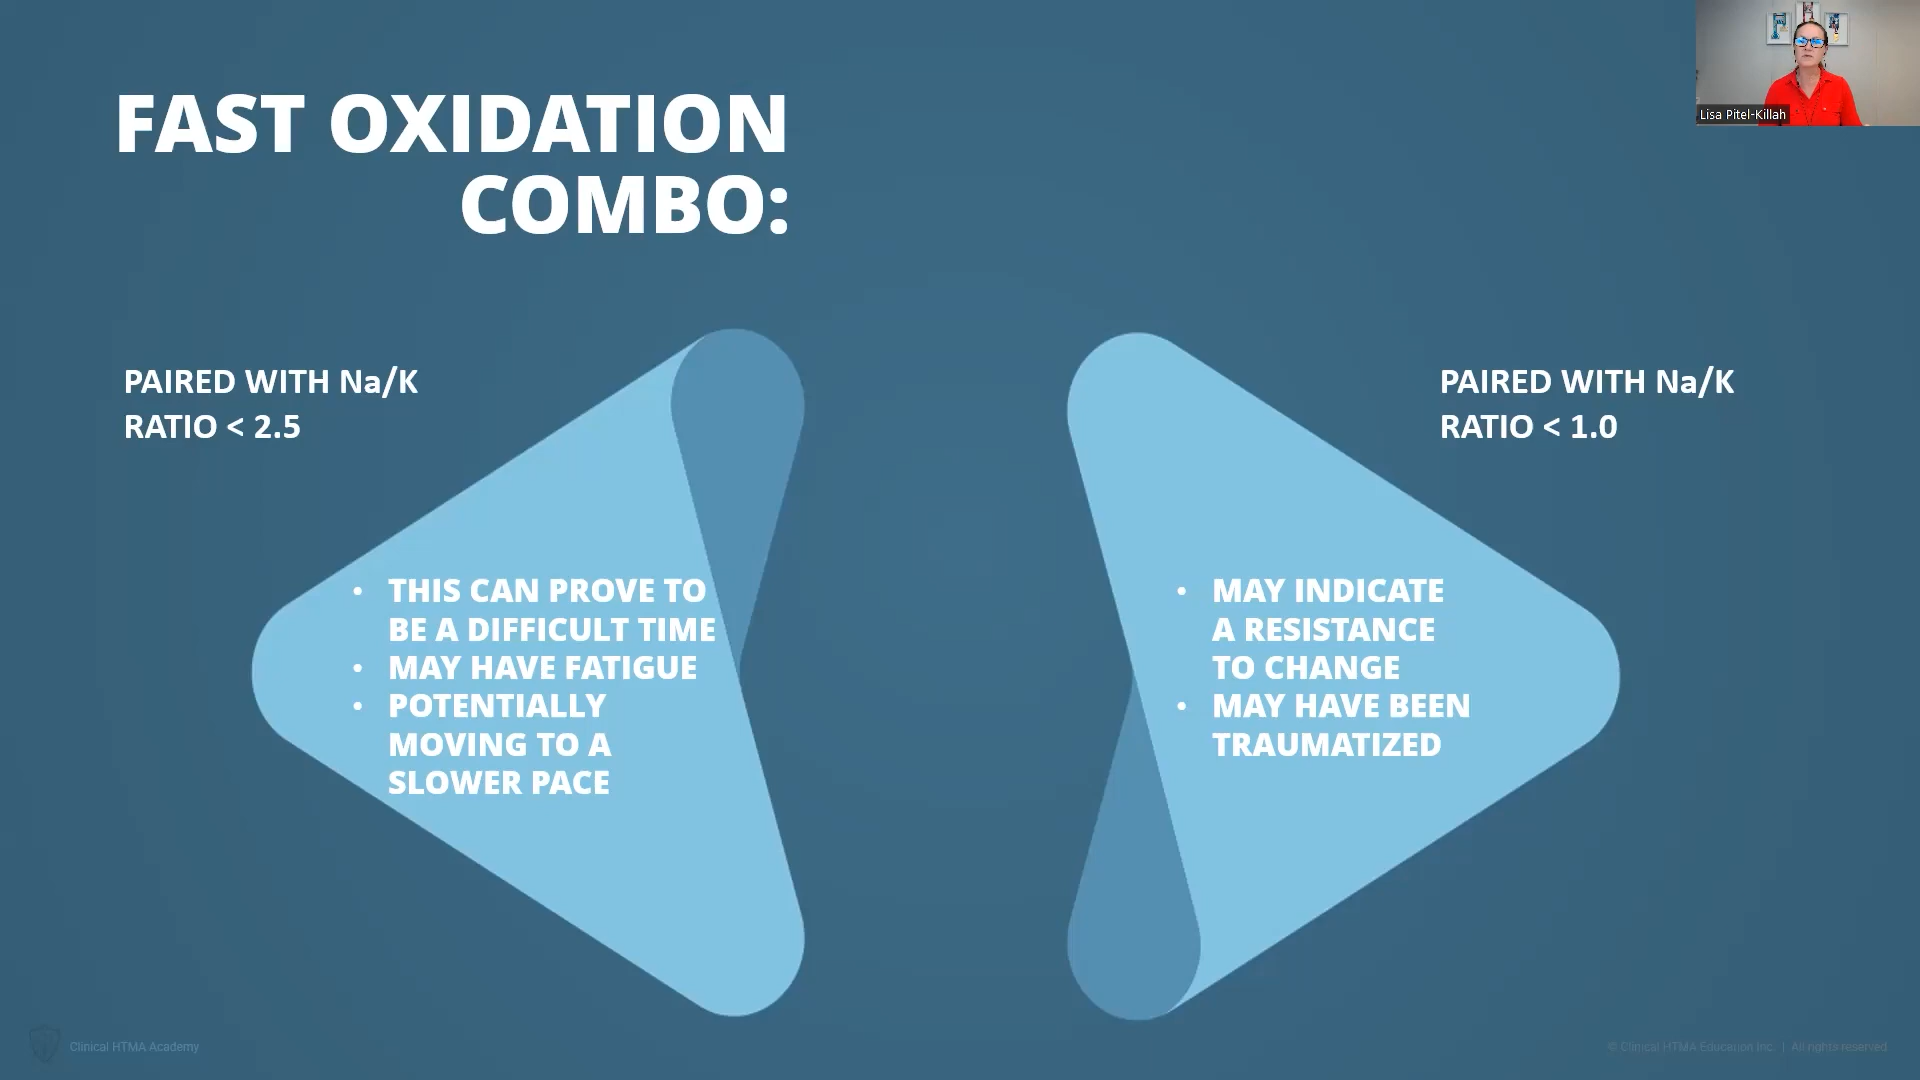 Lisa Pitel-Killah
FAST OXIDATION
COMBO:
PAIRED WITH Na/K
RATIO < 2.5
• THIS CAN PROVE TO
BE A DIFFICULT TIME
• MAY HAVE FATIGUE
• POTENTIALLY
MOVING TO A
SLOWER PACE
PAIRED WITH Na/K
RATIO < 1.0
• MAY INDICATE
A RESISTANCE
TO CHANGE
• MAY HAVE BEEN
TRAUMATIZED
Clinical HTMA Academy
© Clinical HTMA Education Inc. | All rights reserved